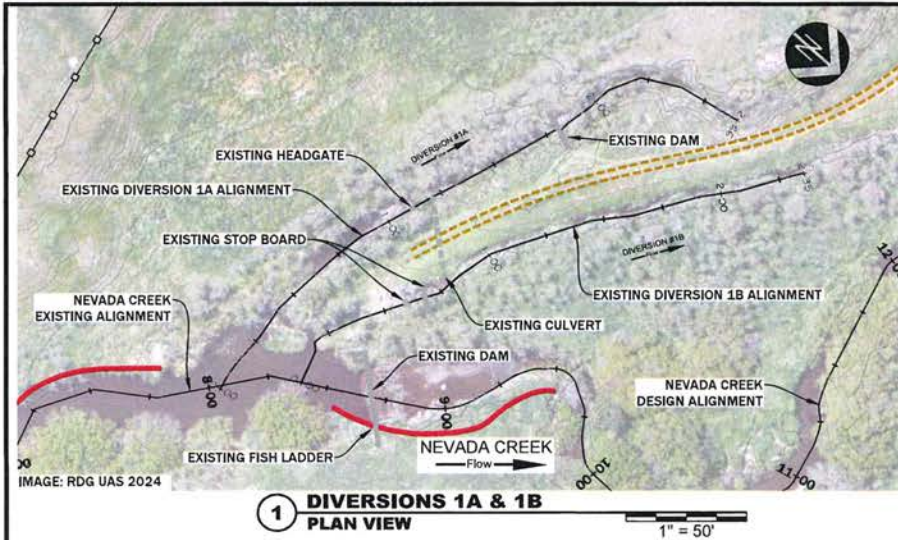 EXISTING DAM
DIVERSION #1A
Flow
EXISTING HEADGATE
EXISTING DIVERSION 1A ALIGNMENT
EXISTING STOP BOARD
DIVERSION #1B
Flow
NEVADA CREEK
EXISTING ALIGNMENT
EXISTING DIVERSION 1B ALIGNMENT
EXISTING CULVERT
EXISTING DAM
NEVADA CREEK
DESIGN ALIGNMENT
8+00
9+00
10+00
11+00
2+00
EXISTING FISH LADDER
NEVADA CREEK
Flow
IMAGE: RDG UAS 2024
1 DIVERSIONS 1A & 1B
PLAN VIEW
1" = 50'